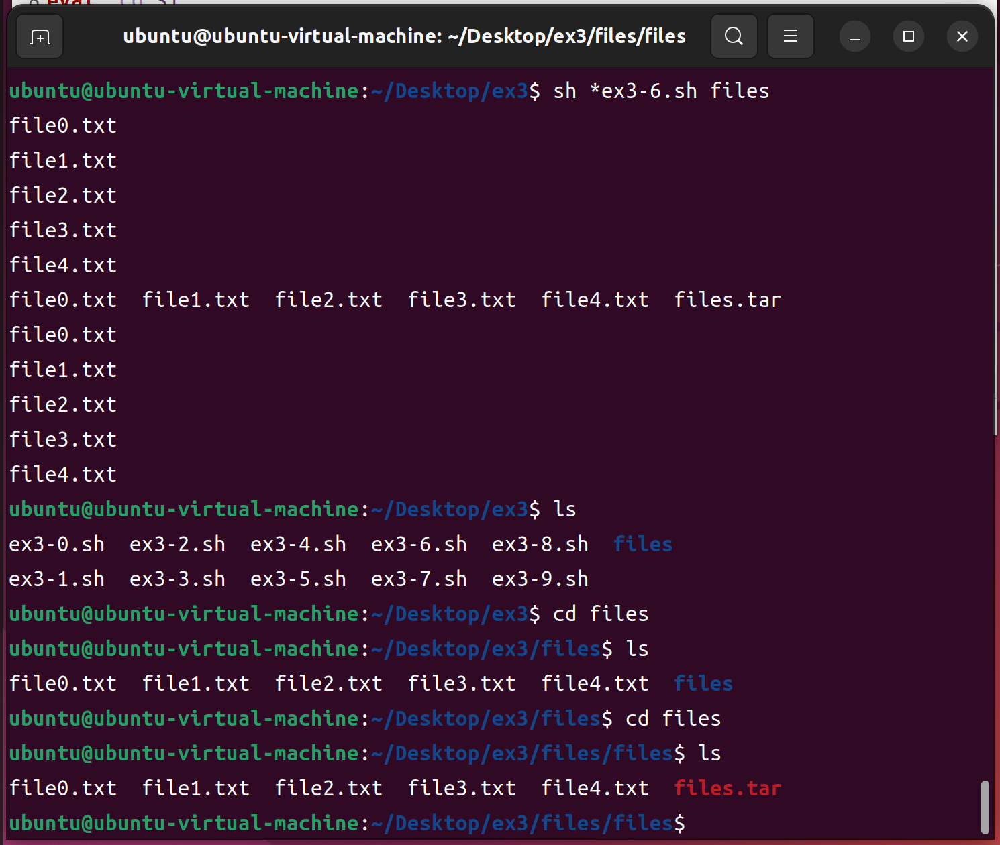 eval
ubuntu@ubuntu-virtual-machine: ~/Desktop/ex3/files/files
ubuntu@ubuntu-virtual-machine:~/Desktop/ex3$ sh *ex3-6.sh files
file0.txt
file1.txt
file2.txt
file3.txt
file4.txt
file0.txt  file1.txt  file2.txt  file3.txt  file4.txt  files.tar
file0.txt
file1.txt
file2.txt
file3.txt
file4.txt
ubuntu@ubuntu-virtual-machine:~/Desktop/ex3$ ls
ex3-0.sh  ex3-2.sh  ex3-4.sh  ex3-6.sh  ex3-8.sh  files
ex3-1.sh  ex3-3.sh  ex3-5.sh  ex3-7.sh  ex3-9.sh
ubuntu@ubuntu-virtual-machine:~/Desktop/ex3$ cd files
ubuntu@ubuntu-virtual-machine:~/Desktop/ex3/files$ ls
file0.txt  file1.txt  file2.txt  file3.txt  file4.txt  files
ubuntu@ubuntu-virtual-machine:~/Desktop/ex3/files$ cd files
ubuntu@ubuntu-virtual-machine:~/Desktop/ex3/files/files$ ls
file0.txt  file1.txt  file2.txt  file3.txt  file4.txt  files.tar
ubuntu@ubuntu-virtual-machine:~/Desktop/ex3/files/files$